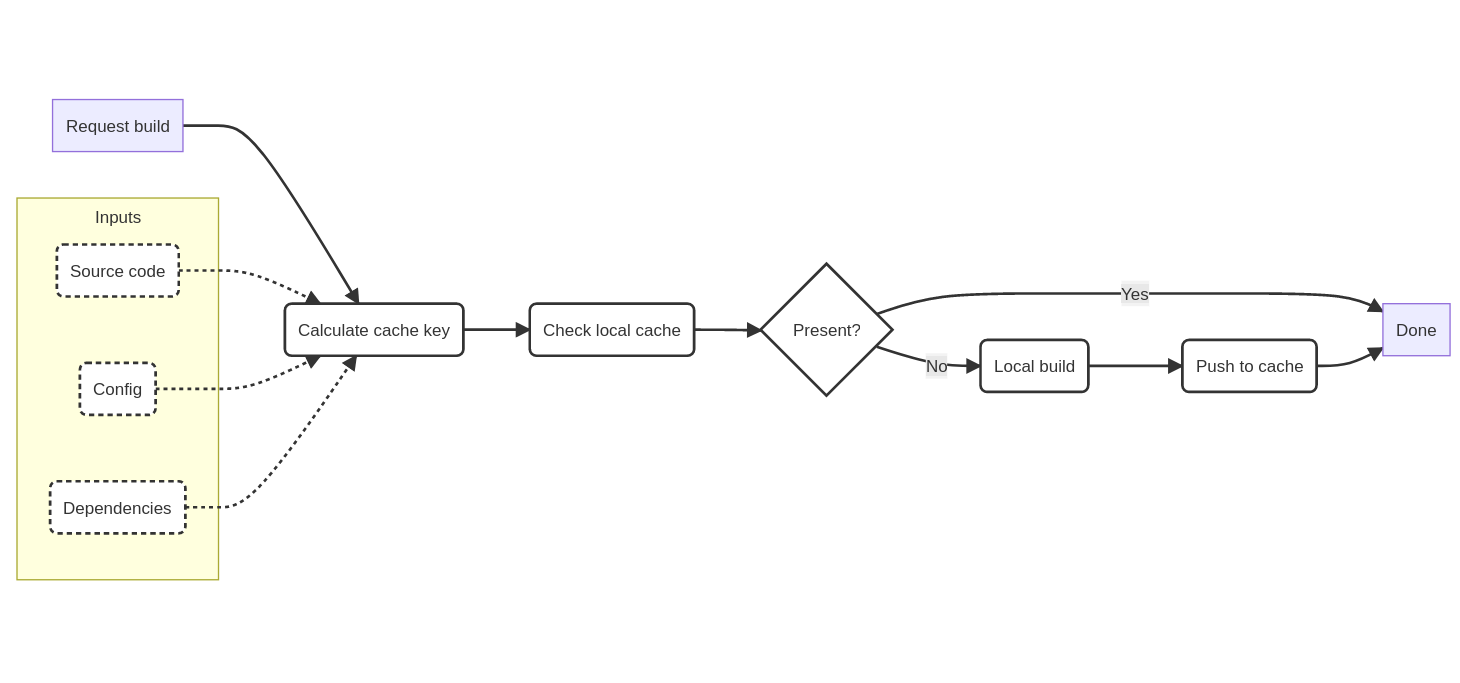 Request build
Inputs
Source code
Config
Dependencies
Calculate cache key
Check local cache
Present?
Yes
No
Local build
Push to cache
Done